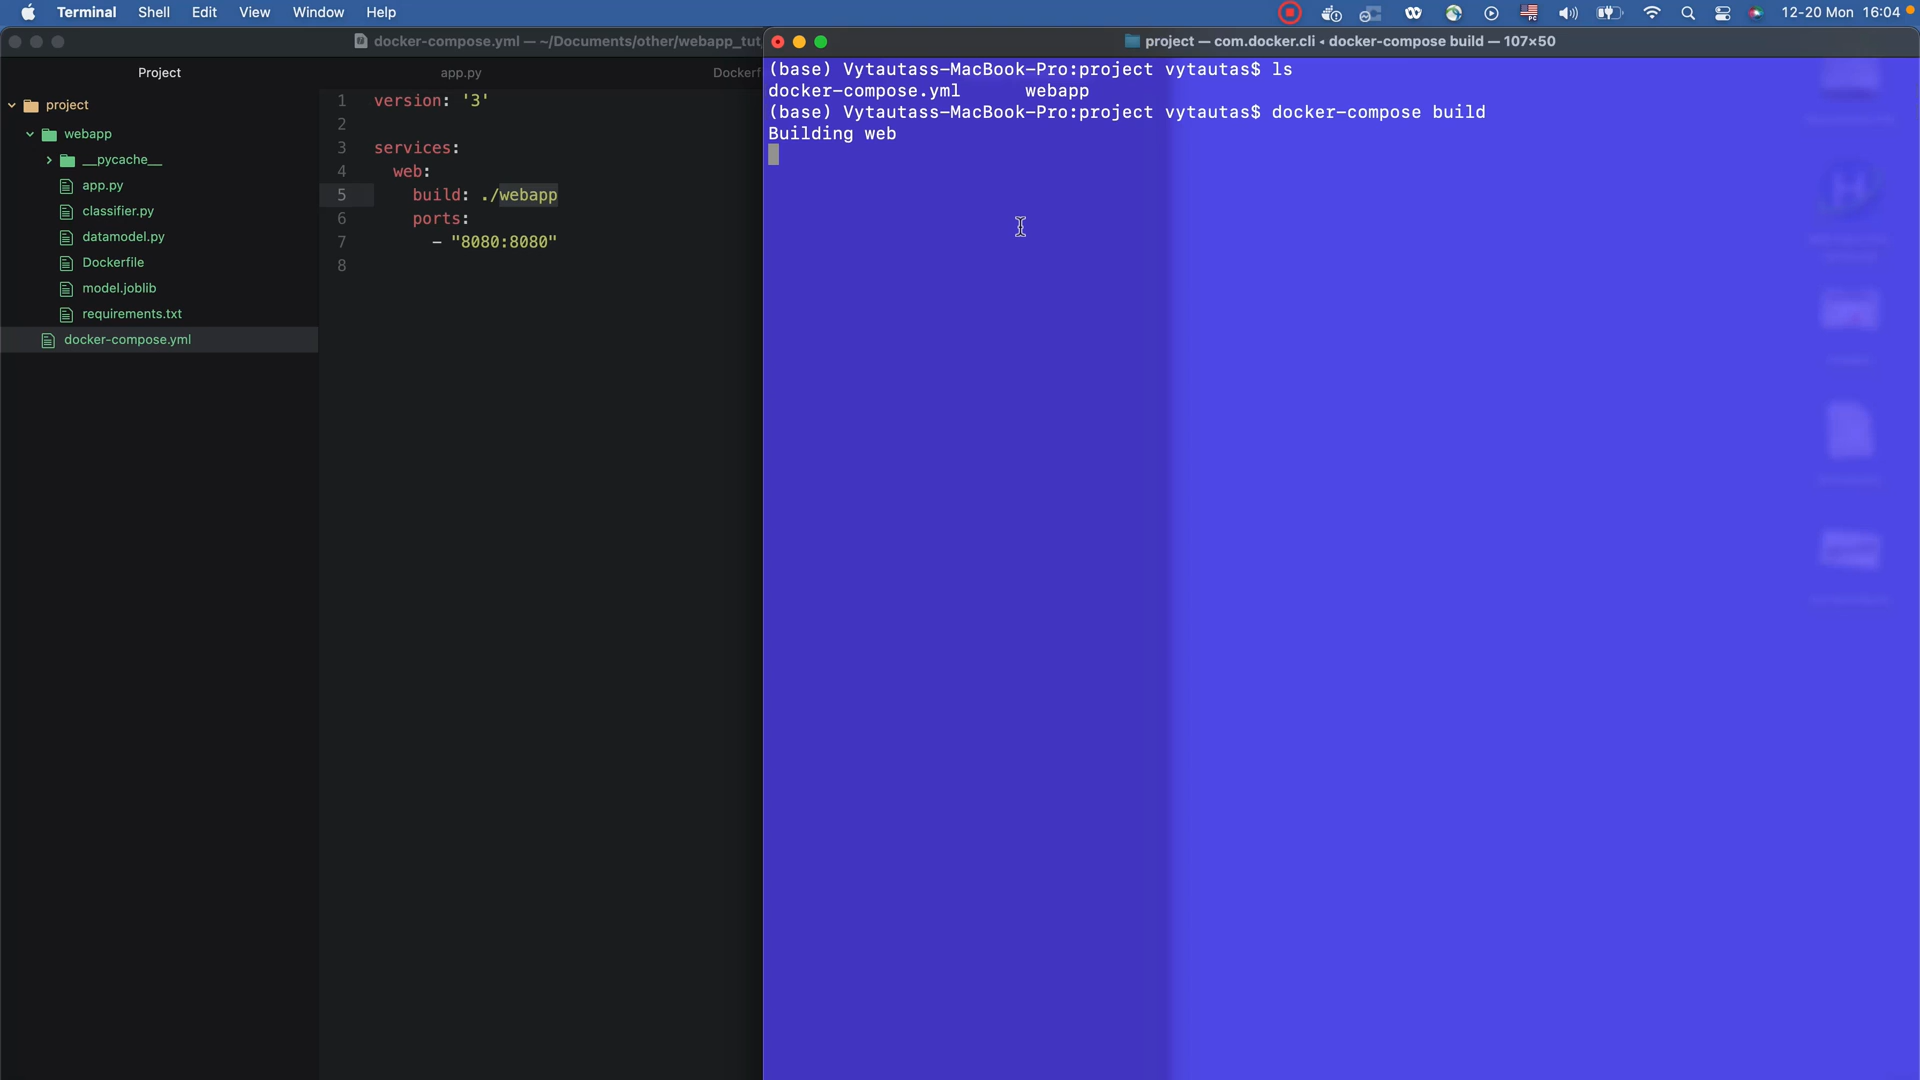 Terminal Shell Edit View Window Help
12-20 Mon 16:04
docker-compose.yml — ~/Documents/other/webapp_tut
Project
app.py
Dockerf
project
webapp
__pycache__
app.py
classifier.py
datamodel.py
Dockerfile
model.joblib
requirements.txt
docker-compose.yml
1 version: '3'
2
3 services:
4 web:
5 build: ./webapp
6 ports:
7 - "8080:8080"
8
project — com.docker.cli ◂ docker-compose build — 107×50
(base) Vytautass-MacBook-Pro:project vytautas$ ls
docker-compose.yml webapp
(base) Vytautass-MacBook-Pro:project vytautas$ docker-compose build
Building web